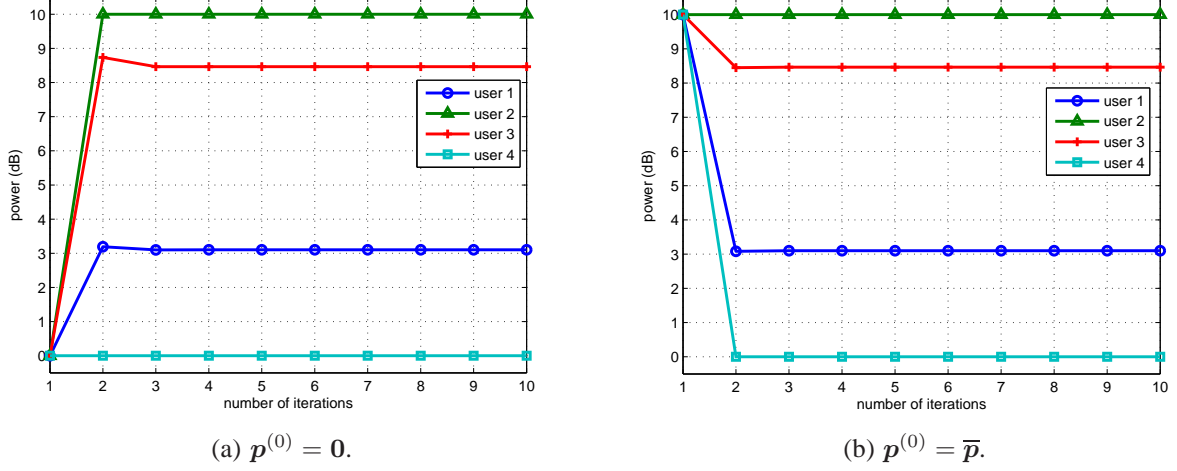 10
9
8
7
6
5
4
3
2
1
0
power (dB)
user 1
user 2
user 3
user 4
1 2 3 4 5 6 7 8 9 10
number of iterations
(a) p^(0) = 0.
10
9
8
7
6
5
4
3
2
1
0
power (dB)
user 1
user 2
user 3
user 4
1 2 3 4 5 6 7 8 9 10
number of iterations
(b) p^(0) = p̅.